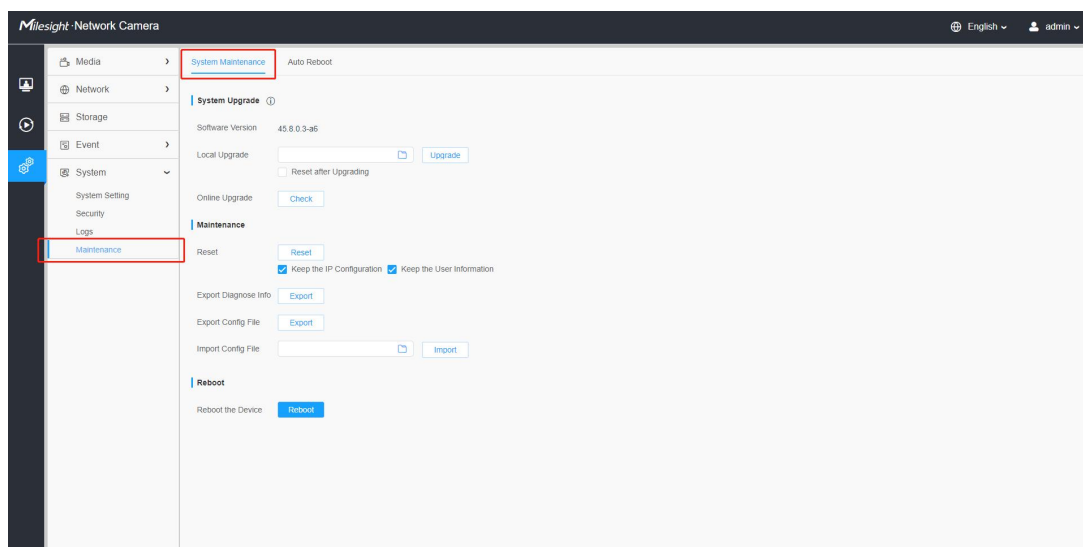 Milesight · Network Camera English admin
Media
Network
Storage
Event
System
System Setting
Security
Logs
Maintenance
System Maintenance Auto Reboot
System Upgrade
Software Version 45.8.0.3-a6
Local Upgrade Upgrade
Reset after Upgrading
Online Upgrade Check
Maintenance
Reset Reset
Keep the IP Configuration Keep the User Information
Export Diagnose Info Export
Export Config File Export
Import Config File Import
Reboot
Reboot the Device Reboot